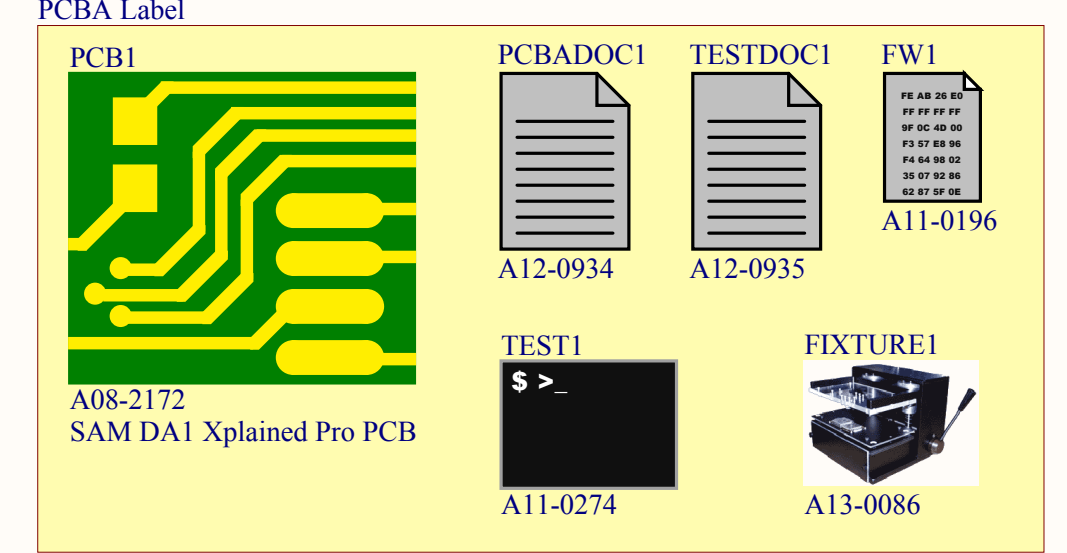 PCBA Label
PCB1
PCBADOC1
TESTDOC1
FW1
FE AB 26 E0
FF FF FF FF
9F 0C 4D 00
F3 57 E8 96
F4 64 98 02
35 07 92 86
62 87 5F 0E
A11-0196
A12-0934
A12-0935
TEST1
$ >_
A11-0274
FIXTURE1
A13-0086
A08-2172
SAM DA1 Xplained Pro PCB